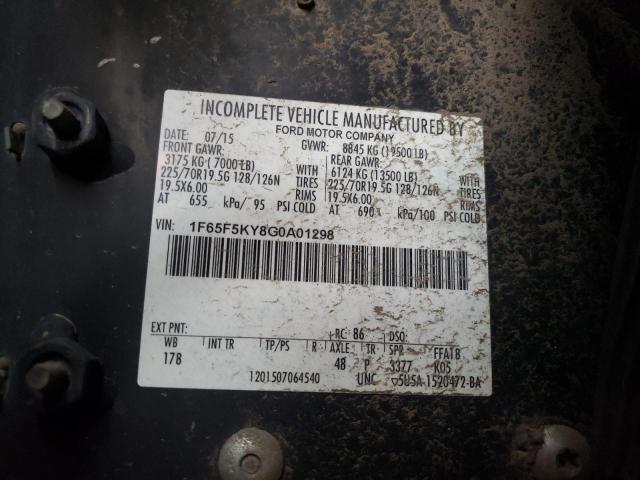 INCOMPLETE VEHICLE MANUFACTURED BY
FORD MOTOR COMPANY
DATE: 07/15 GVWR: 8845 KG (19500 LB)
FRONT GAWR: REAR GAWR:
3175 KG (7000 LB) WITH 6124 KG (13500 LB) WITH
225/70R19.5G 128/126N TIRES 225/70R19.5G 128/126N TIRES
19.5X6.00 RIMS 19.5X6.00 RIMS
AT 655 kPa/ 95 PSI COLD AT 690 kPa/100 PSI COLD
VIN: 1F65F5KY8G0A01298
EXT PNT: RC: 86 DSO:
WB INT TR TP/PS R AXLE TR SPR FFATB
178 48 P 3377 K05
1201507064540 UNC 5U5A-1520472-BA